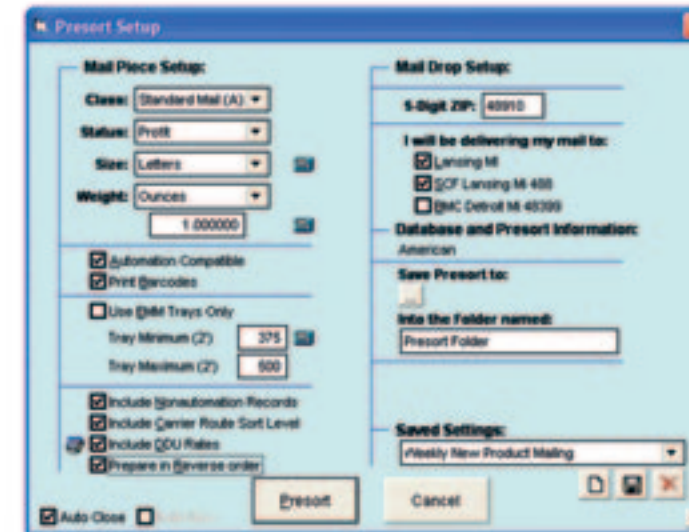 Presort Setup
Mail Piece Setup:
Class: Standard Mail (A)
Status: Profit
Size: Letters
Weight: Ounces
1.000000
Automation Compatible
Print Barcodes
Use EMM Trays Only
Tray Minimum (2') 375
Tray Maximum (2') 500
Include Nonautomation Records
Include Carrier Route Sort Level
Include DDU Rates
Prepare in Reverse order
Auto Close
Mail Drop Setup:
5-Digit ZIP: 48910
I will be delivering my mail to:
Lansing MI
SCF Lansing MI 488
BMC Detroit MI 48399
Database and Presort Information:
American
Save Presort to:
...
Into the Folder named:
Presort Folder
Saved Settings:
Weekly New Product Mailing
Presort
Cancel